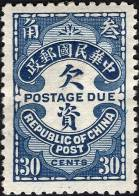 角 叁
政郵國民華中
欠
POSTAGE DUE
資
REPUBLIC OF CHINA
POST
30 CENTS 30